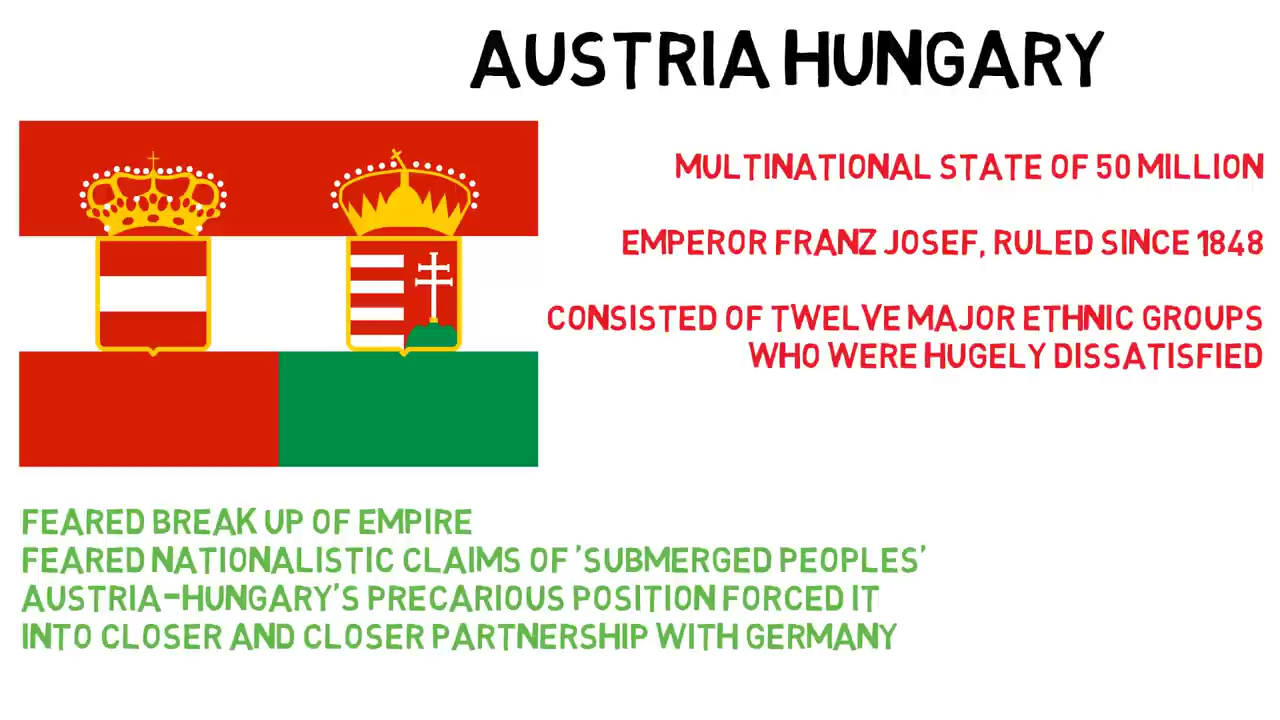 AUSTRIA HUNGARY
MULTINATIONAL STATE OF 50 MILLION
EMPEROR FRANZ JOSEF, RULED SINCE 1848
CONSISTED OF TWELVE MAJOR ETHNIC GROUPS
WHO WERE HUGELY DISSATISFIED
FEARED BREAK UP OF EMPIRE
FEARED NATIONALISTIC CLAIMS OF 'SUBMERGED PEOPLES'
AUSTRIA-HUNGARY'S PRECARIOUS POSITION FORCED IT
INTO CLOSER AND CLOSER PARTNERSHIP WITH GERMANY